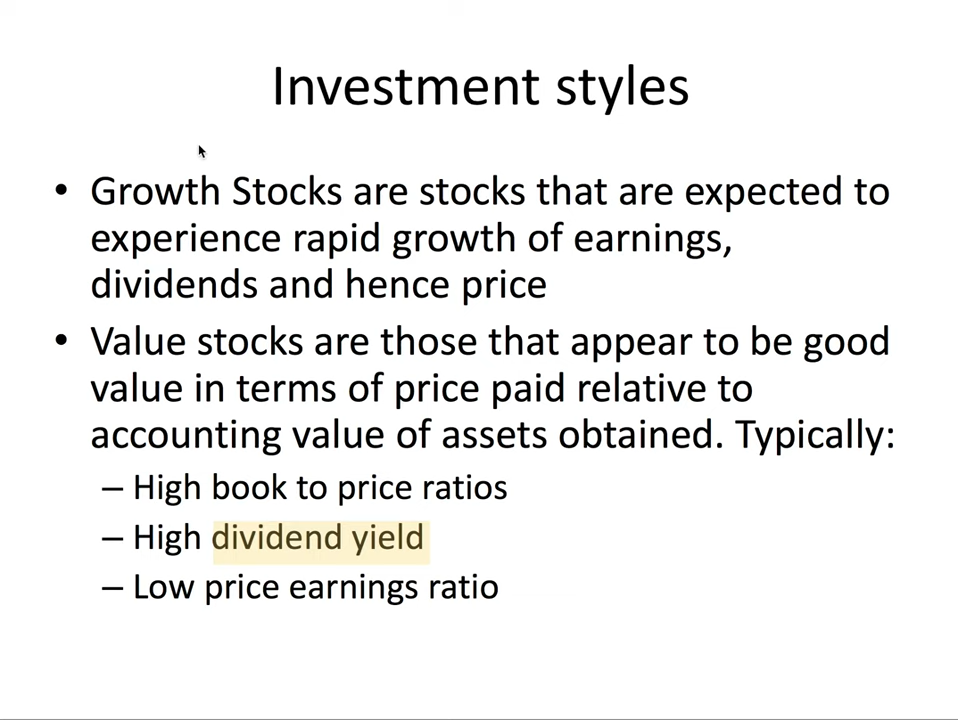 Investment styles
• Growth Stocks are stocks that are expected to
experience rapid growth of earnings,
dividends and hence price
• Value stocks are those that appear to be good
value in terms of price paid relative to
accounting value of assets obtained. Typically:
– High book to price ratios
– High dividend yield
– Low price earnings ratio